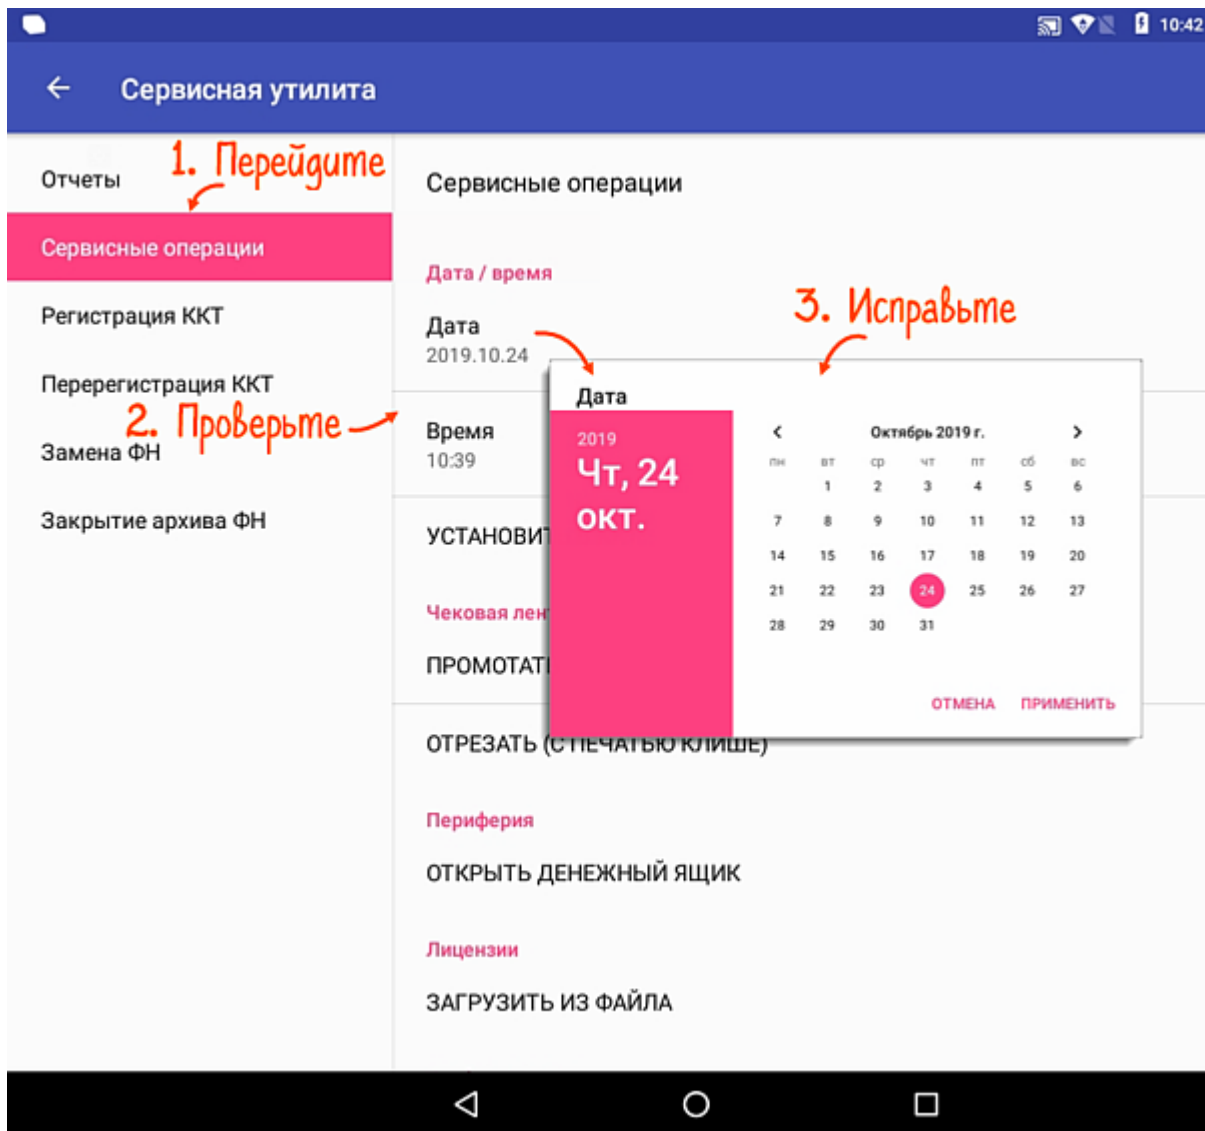 10:42
Сервисная утилита
1. Перейдите
Отчеты
Сервисные операции
Регистрация ККТ
Перерегистрация ККТ
2. Проверьте
Замена ФН
Закрытие архива ФН
Сервисные операции
Дата / время
3. Исправьте
Дата
2019.10.24
Время
10:39
Чековая
ОТРЕЗАТЬ (С ПЕЧАТЬЮ КЛИШЕ)
Периферия
ОТКРЫТЬ ДЕНЕЖНЫЙ ЯЩИК
Лицензии
ЗАГРУЗИТЬ ИЗ ФАЙЛА
Дата
2019
Чт, 24
окт.
Октябрь 2019 г.
пн вт ср чт пт сб вс
1 2 3 4 5 6
7 8 9 10 11 12 13
14 15 16 17 18 19 20
21 22 23 24 25 26 27
28 29 30 31
ОТМЕНА ПРИМЕНИТЬ